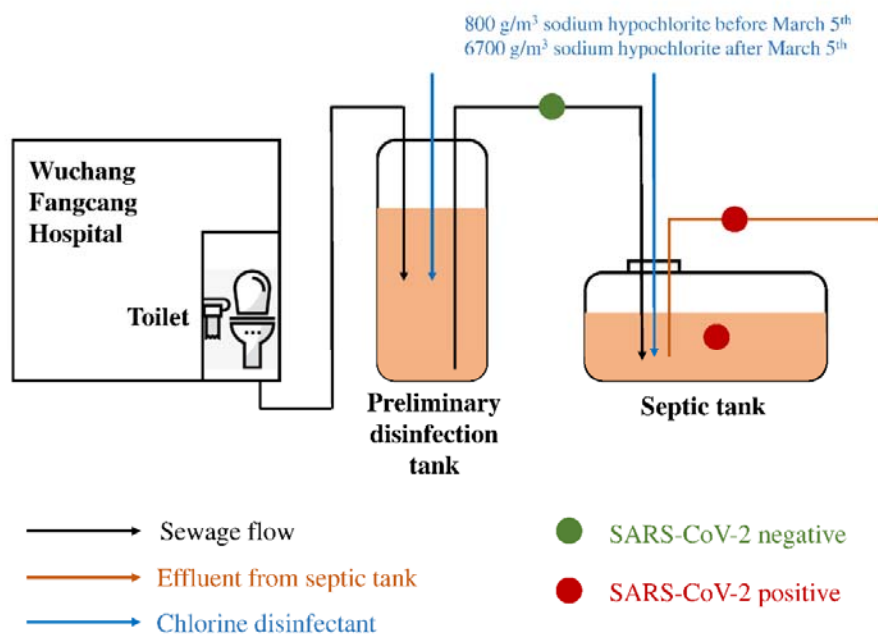 800 g/m³ sodium hypochlorite before March 5ᵗʰ
6700 g/m³ sodium hypochlorite after March 5ᵗʰ
Wuchang
Fangcang
Hospital
Toilet
Preliminary
disinfection
tank
Septic tank
Sewage flow
Effluent from septic tank
Chlorine disinfectant
SARS-CoV-2 negative
SARS-CoV-2 positive